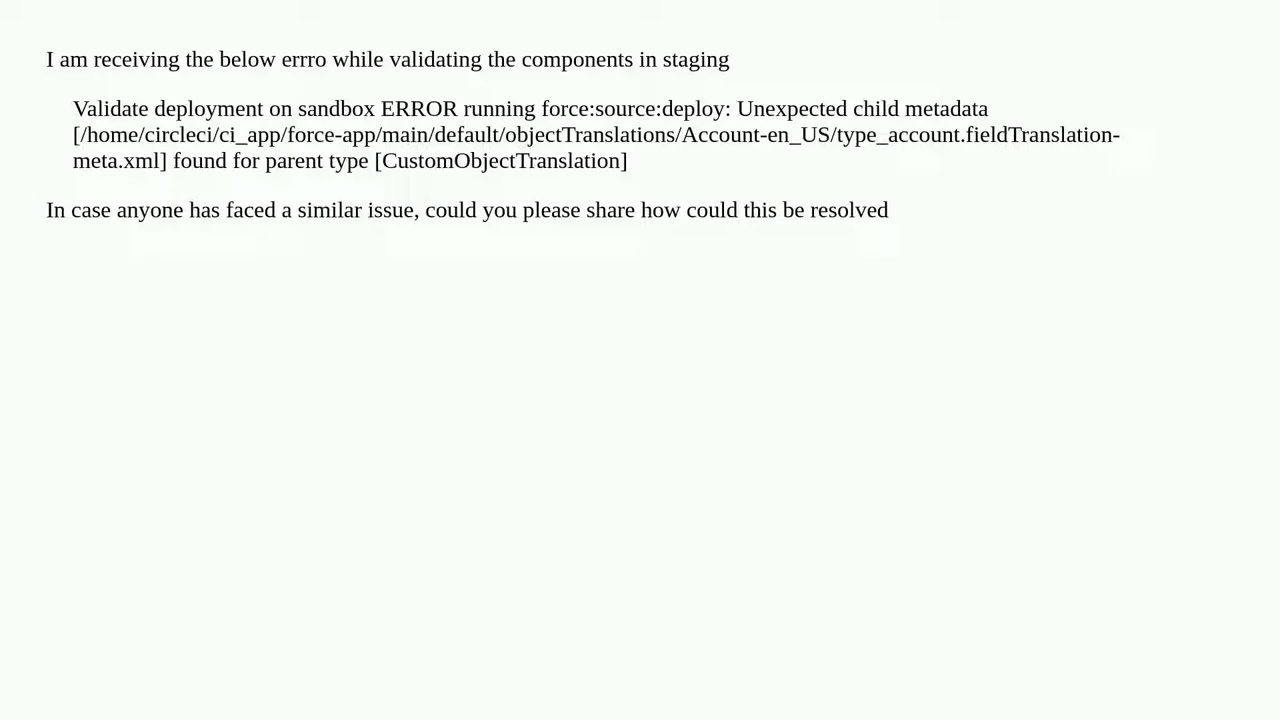 I am receiving the below errro while validating the components in staging
Validate deployment on sandbox ERROR running force:source:deploy: Unexpected child metadata
[/home/circleci/ci_app/force-app/main/default/objectTranslations/Account-en_US/type_account.fieldTranslation-
meta.xml] found for parent type [CustomObjectTranslation]
In case anyone has faced a similar issue, could you please share how could this be resolved